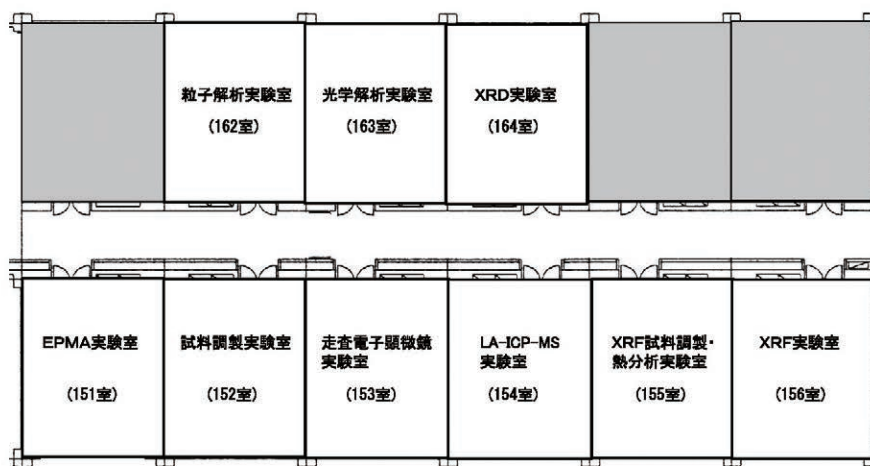 粒子解析実験室
(162室)
光学解析実験室
(163室)
XRD実験室
(164室)
EPMA実験室
(151室)
試料調製実験室
(152室)
走査電子顕微鏡
実験室
(153室)
LA-ICP-MS
実験室
(154室)
XRF試料調製・
熱分析実験室
(155室)
XRF実験室
(156室)